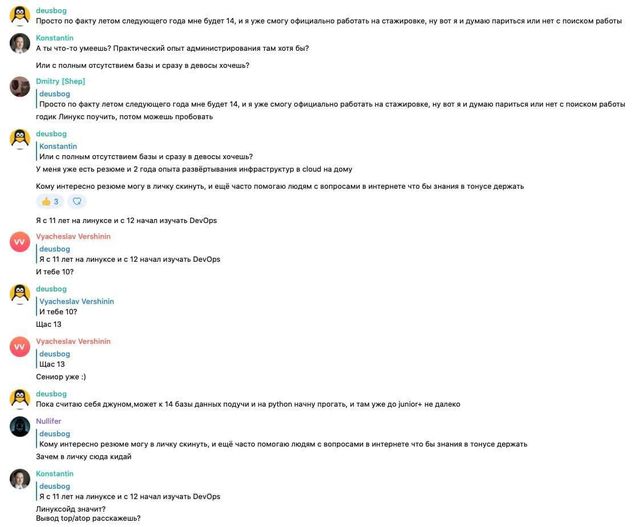 deusbog
Просто по факту летом следующего года мне будет 14, и я уже смогу официально работать на стажировке, ну вот я и думаю париться или нет с поиском работы
Konstantin
А ты что-то умеешь? Практический опыт администрирования там хотя бы?
Или с полным отсутствием базы и сразу в девосы хочешь?
Dmitry [Shep]
deusbog
Просто по факту летом следующего года мне будет 14, и я уже смогу официально работать на стажировке, ну вот я и думаю париться или нет с поиском работы
годик Линукс поучить, потом можешь пробовать
deusbog
Konstantin
Или с полным отсутствием базы и сразу в девосы хочешь?
У меня уже есть резюме и 2 года опыта развёртывания инфраструктур в cloud на дому
Кому интересно резюме могу в личку скинуть, и ещё часто помогаю людям с вопросами в интернете что бы знания в тонусе держать
3
Я с 11 лет на линуксе и с 12 начал изучать DevOps
VV
Vyacheslav Vershinin
deusbog
Я с 11 лет на линуксе и с 12 начал изучать DevOps
И тебе 10?
deusbog
Vyacheslav Vershinin
И тебе 10?
Щас 13
VV
Vyacheslav Vershinin
deusbog
Щас 13
Сениор уже :)
deusbog
Пока считаю себя джуном,может к 14 базы данных подучи и на python начну прогать, и там уже до junior+ не далеко
Nullifer
deusbog
Кому интересно резюме могу в личку скинуть, и ещё часто помогаю людям с вопросами в интернете что бы знания в тонусе держать
Зачем в личку сюда кидай
Konstantin
deusbog
Я с 11 лет на линуксе и с 12 начал изучать DevOps
Линуксойд значит?
Вывод top/atop расскажешь?